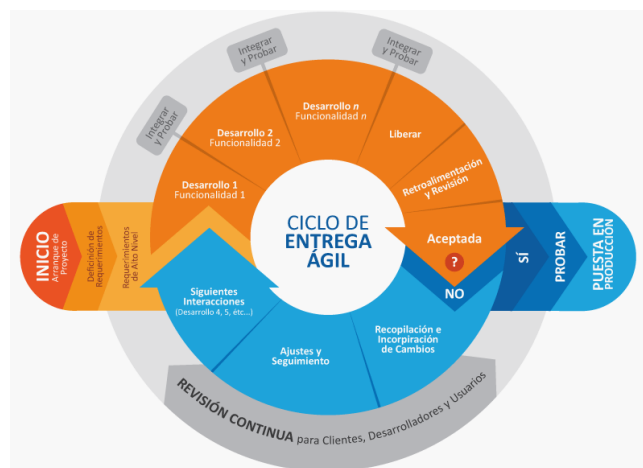 CICLO DE
ENTREGA
ÁGIL
INICIO
Arranque de
Proyecto
Definición de
Requerimientos
Requerimientos
de Alto Nivel
Desarrollo 1
Funcionalidad 1
Integrar
y Probar
Desarrollo 2
Funcionalidad 2
Integrar
y Probar
Desarrollo n
Funcionalidad n
Integrar
y Probar
Liberar
Retroalimentación
y Revisión
Aceptada
?
SÍ
PROBAR
PUESTA EN
PRODUCCIÓN
NO
Recopilación e
Incorpiración
de Cambios
Ajustes y
Seguimiento
Siguientes
Interacciones
(Desarrollo 4, 5, étc...)
REVISIÓN CONTINUA para Clientes, Desarrolladores y Usuarios